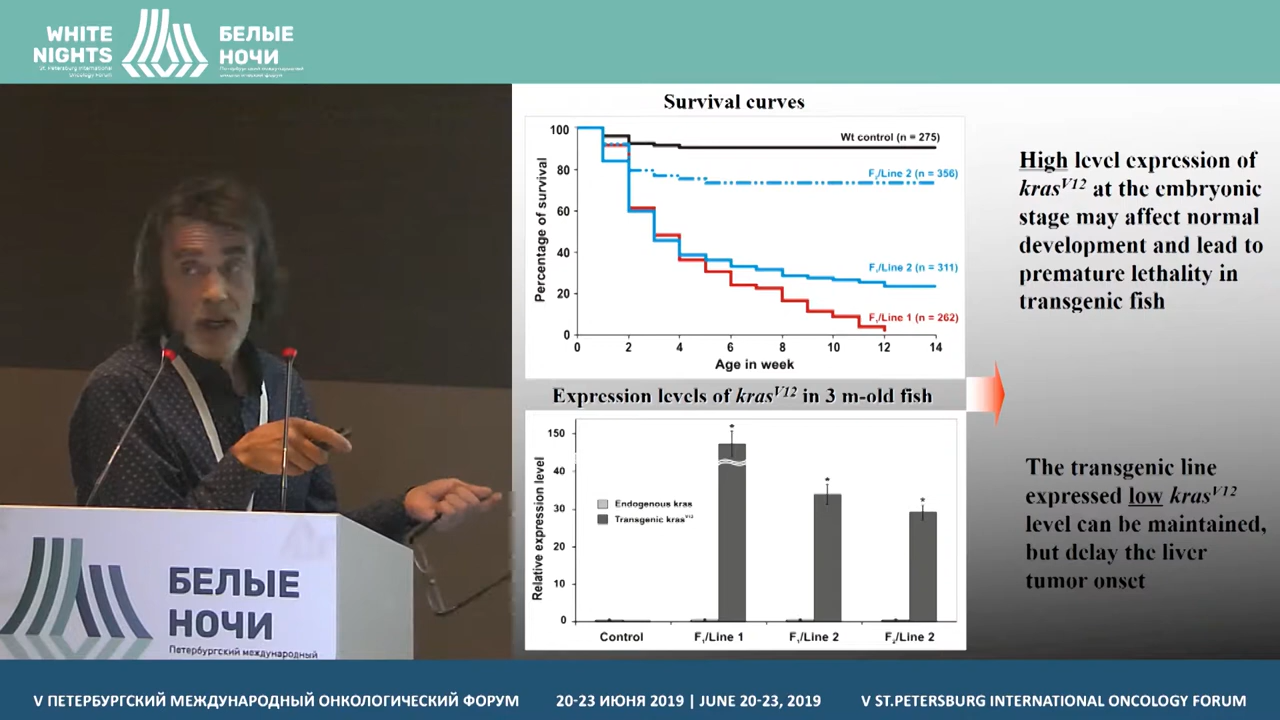 WHITE
NIGHTS
St. Petersburg International
Oncology Forum
БЕЛЫЕ
НОЧИ
Петербургский международный
онкологический форум
Survival curves
100
80
60
40
20
0
Percentage of survival
Wt control (n = 275)
F₂/Line 2 (n = 356)
F₁/Line 2 (n = 311)
F₁/Line 1 (n = 262)
0 2 4 6 8 10 12 14
Age in week
High level expression of
krasV12 at the embryonic
stage may affect normal
development and lead to
premature lethality in
transgenic fish
Expression levels of krasV12 in 3 m-old fish
150
40
30
20
10
0
Relative expression level
Endogenous kras
Transgenic krasV12
* * *
Control F₁/Line 1 F₁/Line 2 F₂/Line 2
The transgenic line
expressed low krasV12
level can be maintained,
but delay the liver
tumor onset
БЕЛЫЕ
НОЧИ
Петербургский международный
V ПЕТЕРБУРГСКИЙ МЕЖДУНАРОДНЫЙ ОНКОЛОГИЧЕСКИЙ ФОРУМ 20-23 ИЮНЯ 2019 | JUNE 20-23, 2019 V ST.PETERSBURG INTERNATIONAL ONCOLOGY FORUM